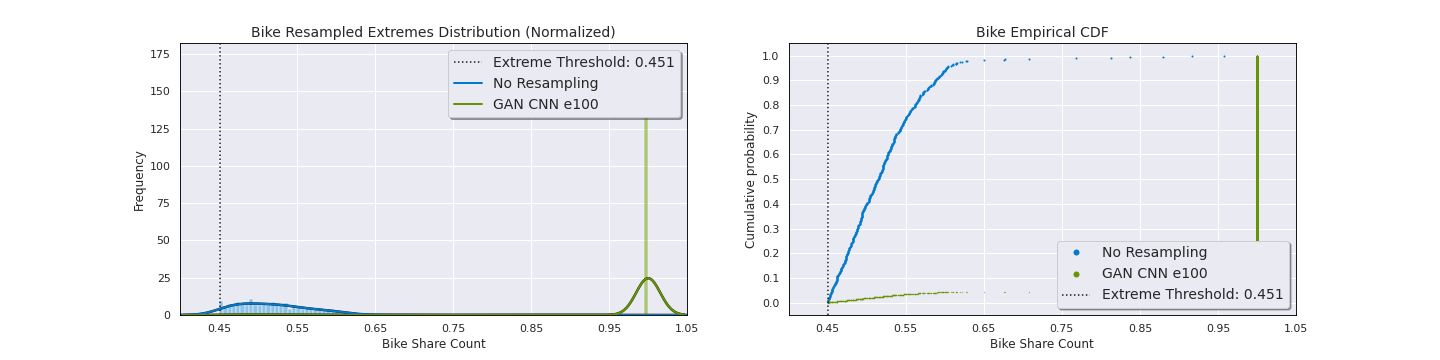 Bike Resampled Extremes Distribution (Normalized)
175
150
125
100
75
50
25
0
Frequency
Extreme Threshold: 0.451
No Resampling
GAN CNN e100
0.45 0.55 0.65 0.75 0.85 0.95 1.05
Bike Share Count
Bike Empirical CDF
1.0
0.9
0.8
0.7
0.6
0.5
0.4
0.3
0.2
0.1
0.0
Cumulative probability
No Resampling
GAN CNN e100
Extreme Threshold: 0.451
0.45 0.55 0.65 0.75 0.85 0.95 1.05
Bike Share Count